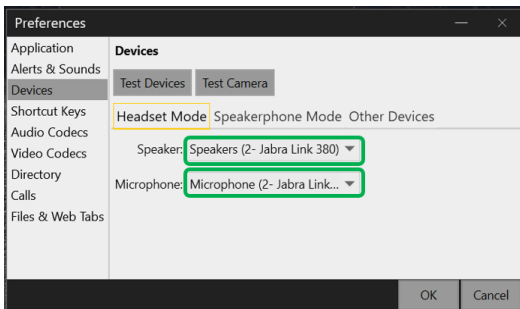 Preferences
Application
Alerts & Sounds
Devices
Shortcut Keys
Audio Codecs
Video Codecs
Directory
Calls
Files & Web Tabs
Devices
Test Devices Test Camera
Headset Mode Speakerphone Mode Other Devices
Speaker: Speakers (2- Jabra Link 380)
Microphone: Microphone (2- Jabra Link...
OK Cancel